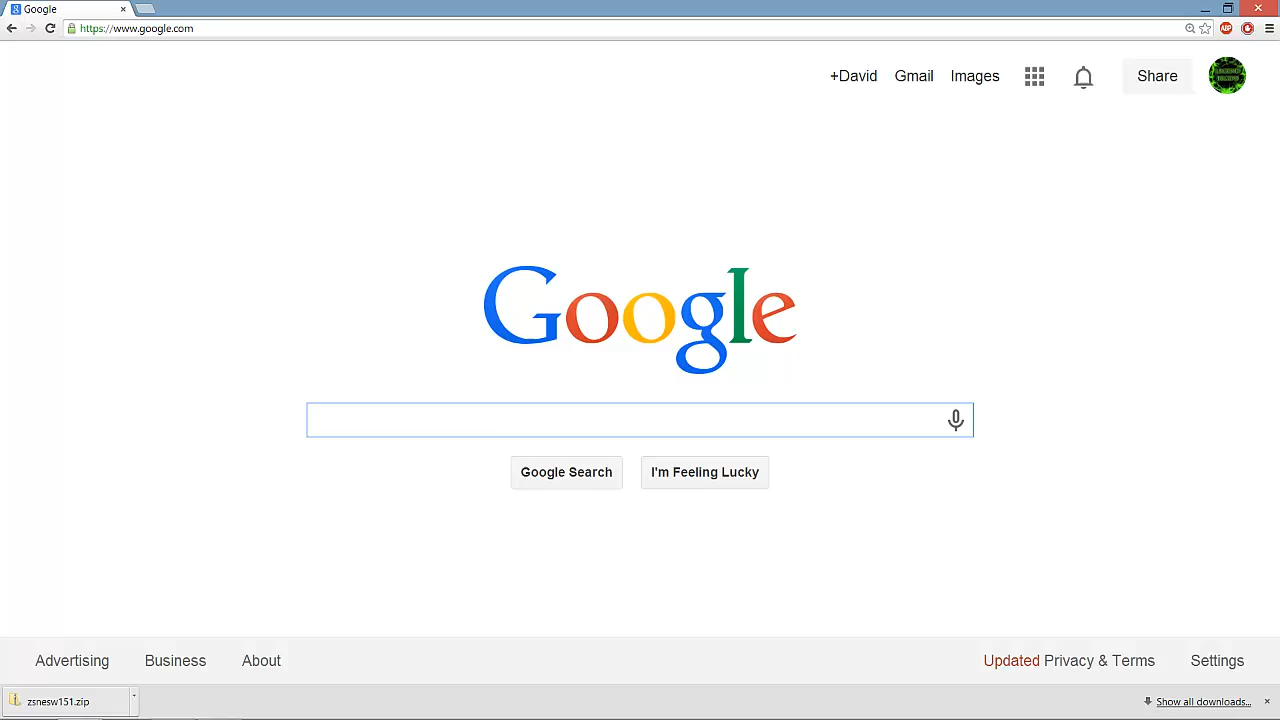 Google
https://www.google.com
+David Gmail Images Share
Google
Google Search I'm Feeling Lucky
Advertising Business About Updated Privacy & Terms Settings
zsnesw151.zip Show all downloads...